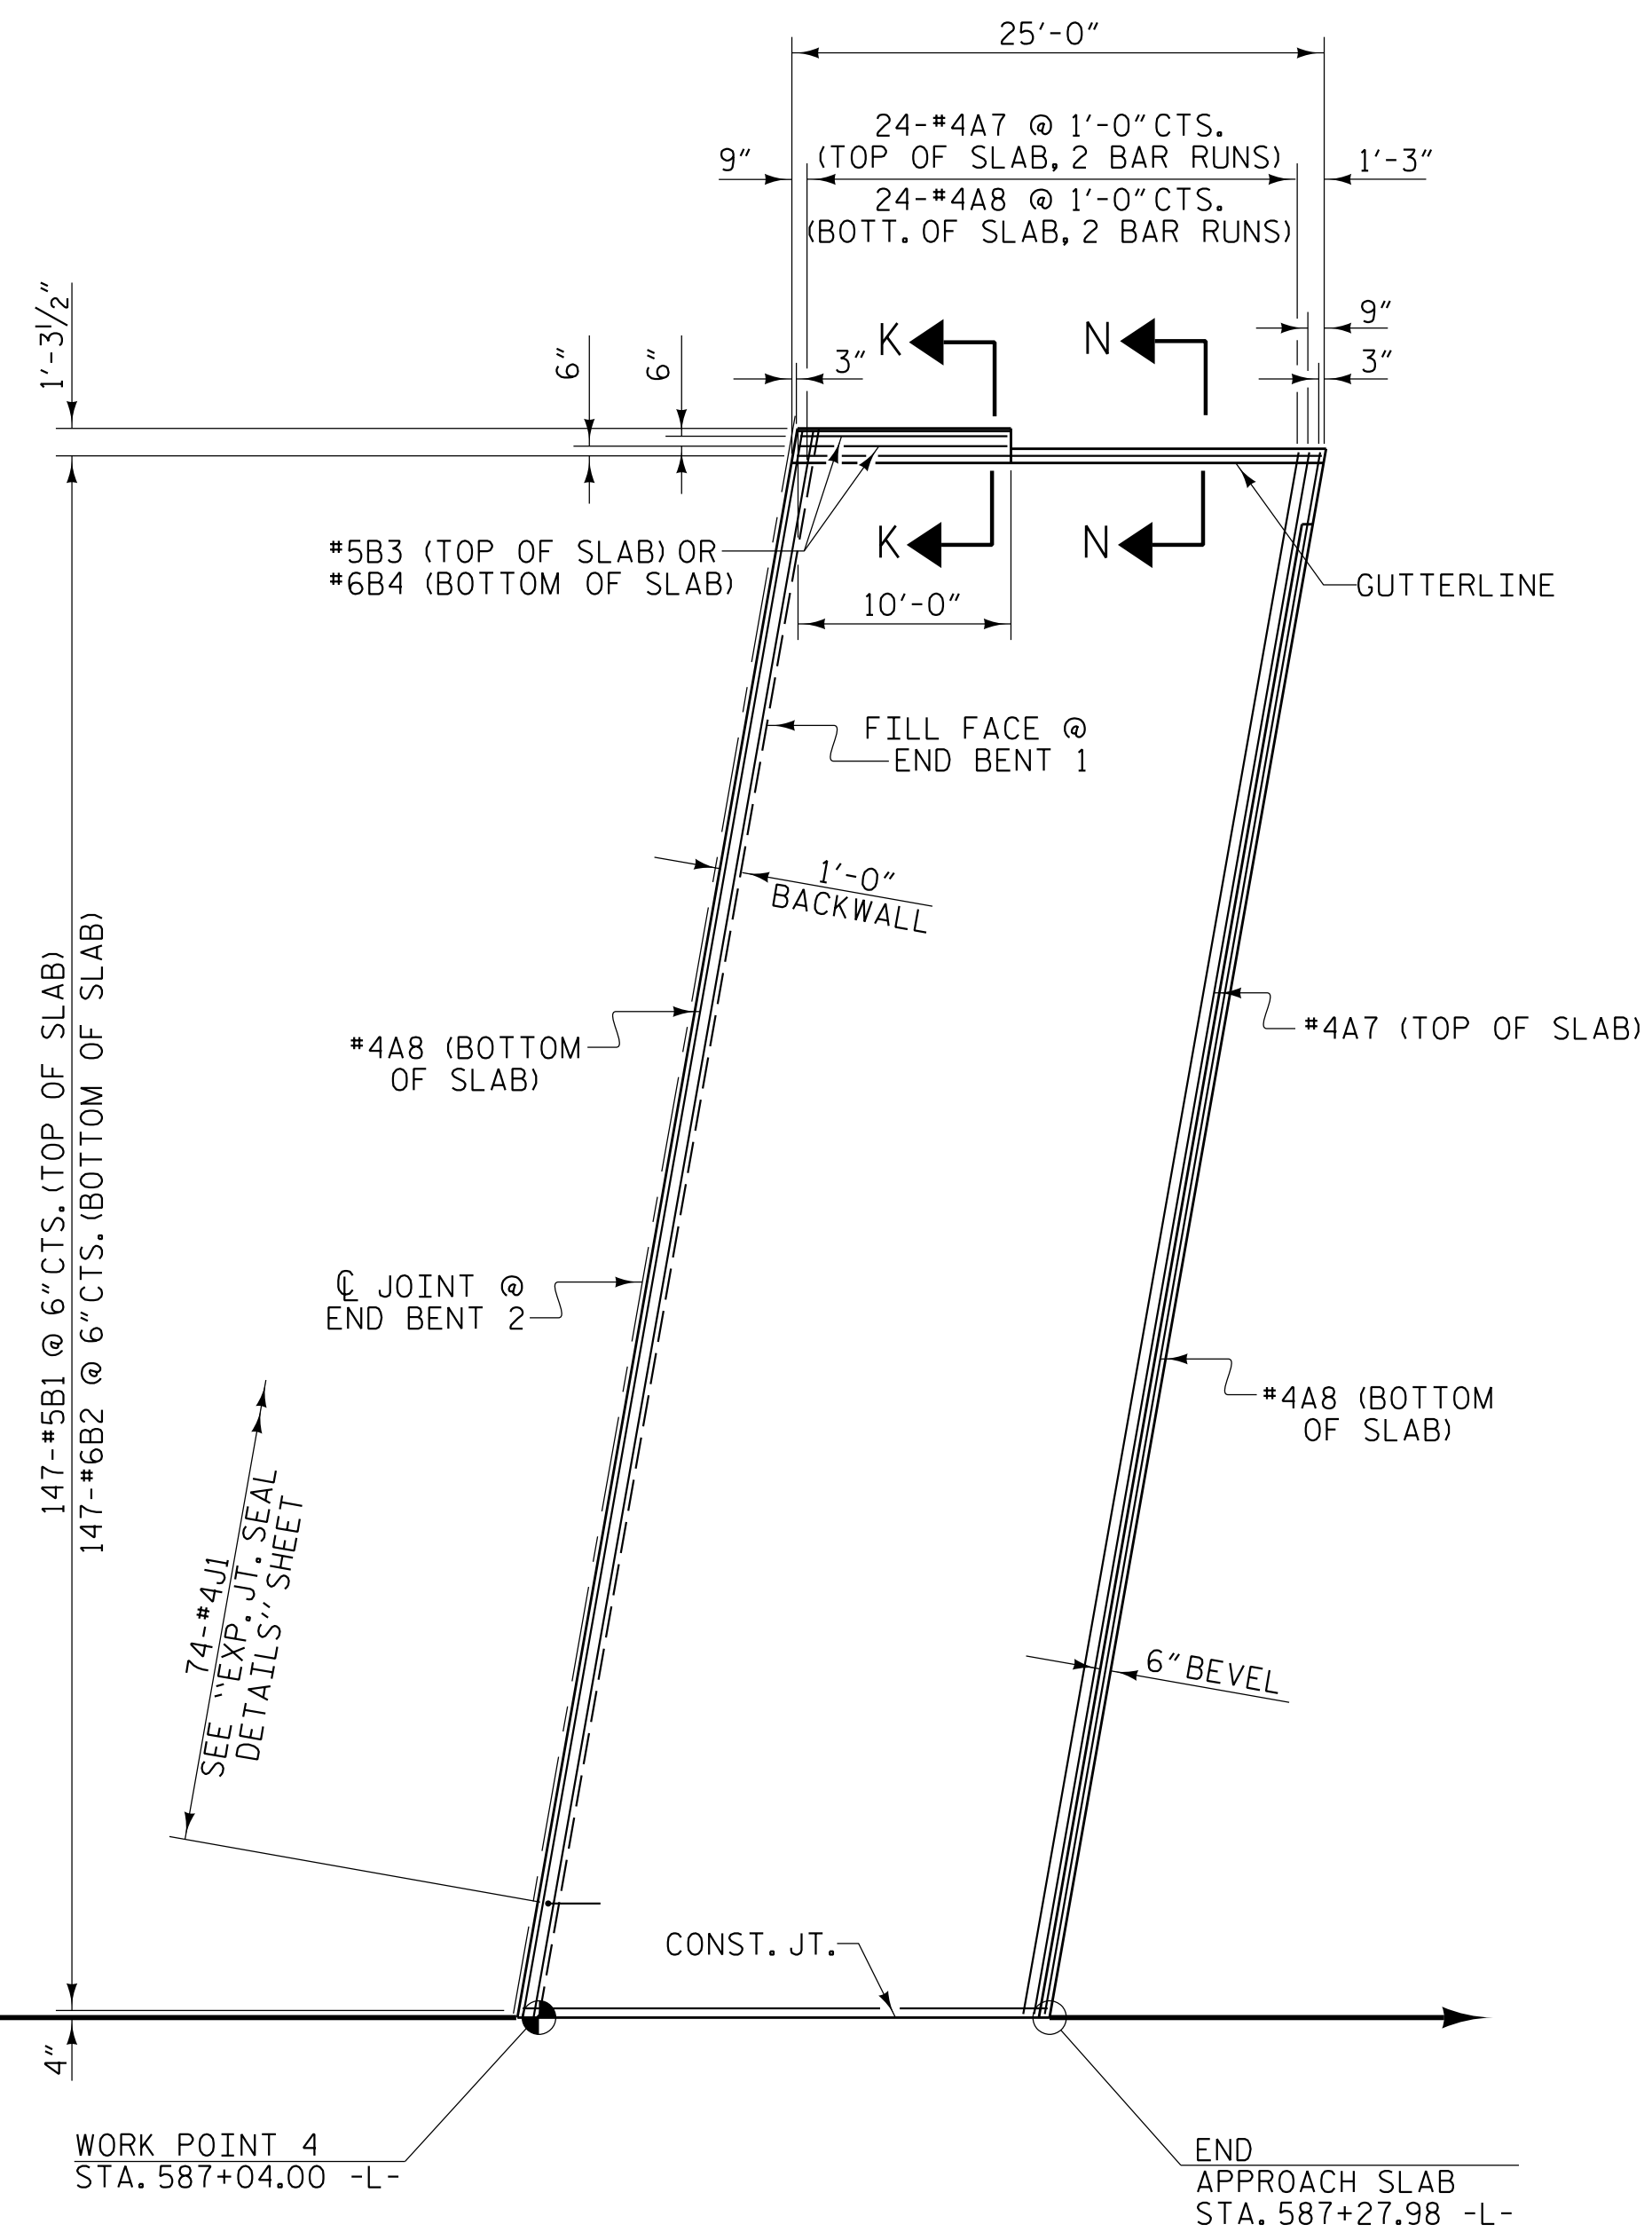 25'-0"
24-#4A7 @ 1'-0" CTS.
(TOP OF SLAB, 2 BAR RUNS)
9"
1'-3"
24-#4A8 @ 1'-0" CTS.
(BOTT. OF SLAB, 2 BAR RUNS)
1'-3½"
6"
6"
3"
K
N
9"
3"
#5B3 (TOP OF SLAB) OR
#6B4 (BOTTOM OF SLAB)
K
N
GUTTERLINE
10'-0"
FILL FACE @
END BENT 1
1'-0"
BACKWALL
#4A8 (BOTTOM
OF SLAB)
#4A7 (TOP OF SLAB)
147-#5B1 @ 6" CTS. (TOP OF SLAB)
147-#6B2 @ 6" CTS. (BOTTOM OF SLAB)
℄ JOINT @
END BENT 2
#4A8 (BOTTOM
OF SLAB)
74-#4J1
SEE "EXP. JT. SEAL
DETAILS" SHEET
6" BEVEL
CONST. JT.
4"
WORK POINT 4
STA. 587+04.00 -L-
END
APPROACH SLAB
STA. 587+27.98 -L-